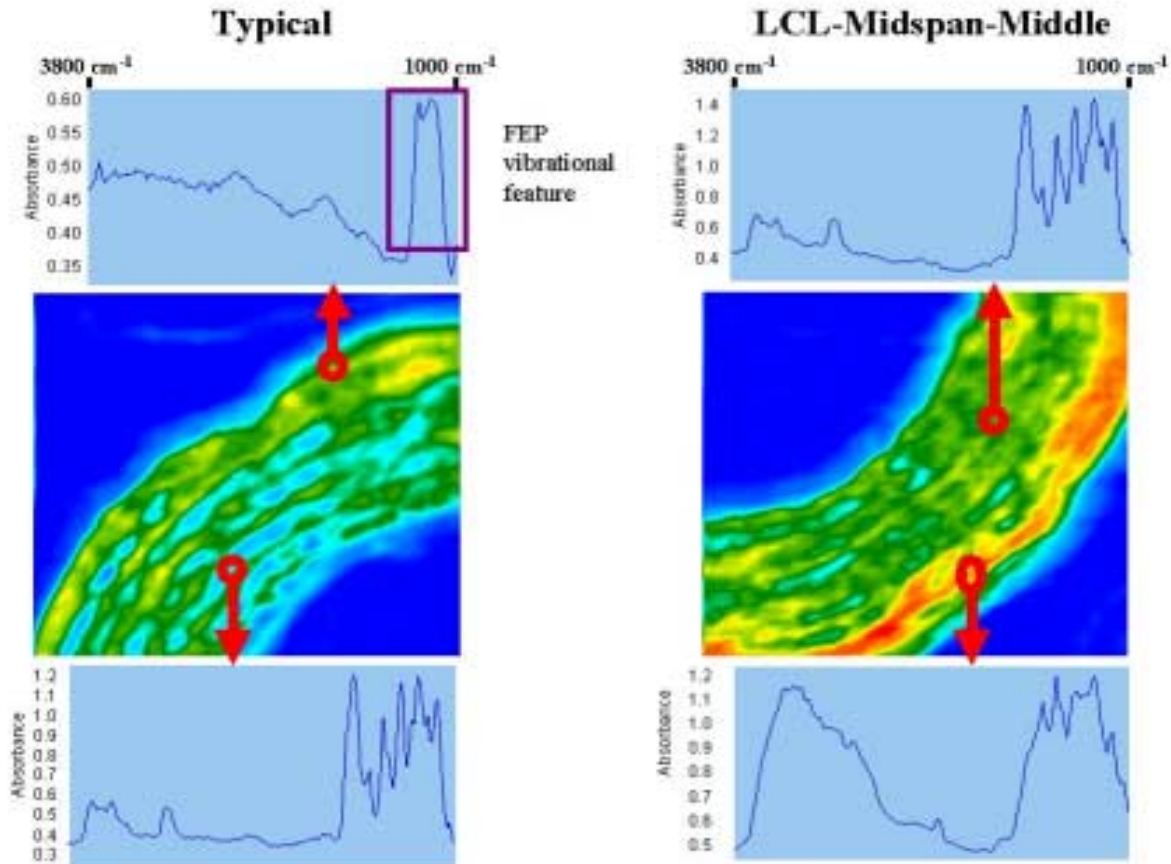 Typical
LCL-Midspan-Middle
3800 cm⁻¹
1000 cm⁻¹
3800 cm⁻¹
1000 cm⁻¹
Absorbance
0.60
0.55
0.50
0.45
0.40
0.35
FEP
vibrational
feature
Absorbance
1.4
1.2
1.0
0.8
0.6
0.4
Absorbance
1.2
1.1
1.0
0.9
0.8
0.7
0.6
0.5
0.4
0.3
Absorbance
1.2
1.1
1.0
0.9
0.8
0.7
0.6
0.5